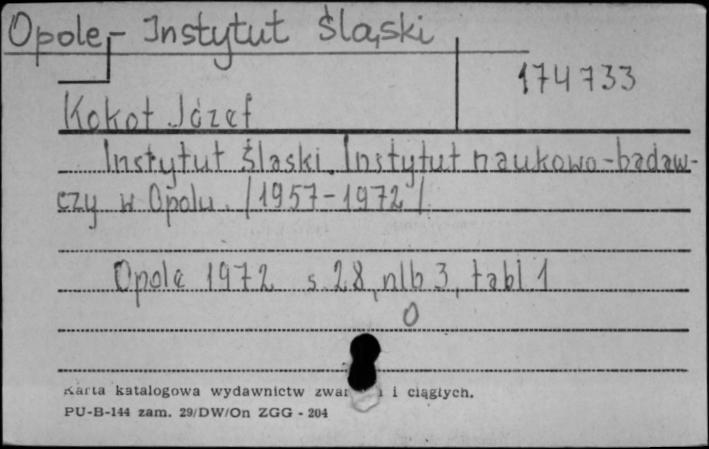 Opole - Instytut Śląski
174733
Kokot Józef
Instytut Śląski. Instytut naukowo-badaw-
czy w Opolu. /1957-1972/
Opole 1972 s. 28, nlb 3, tabl 1
0
Karta katalogowa wydawnictw i ciągłych.
PU-B-144 zam. 29/DW/On ZGG - 204